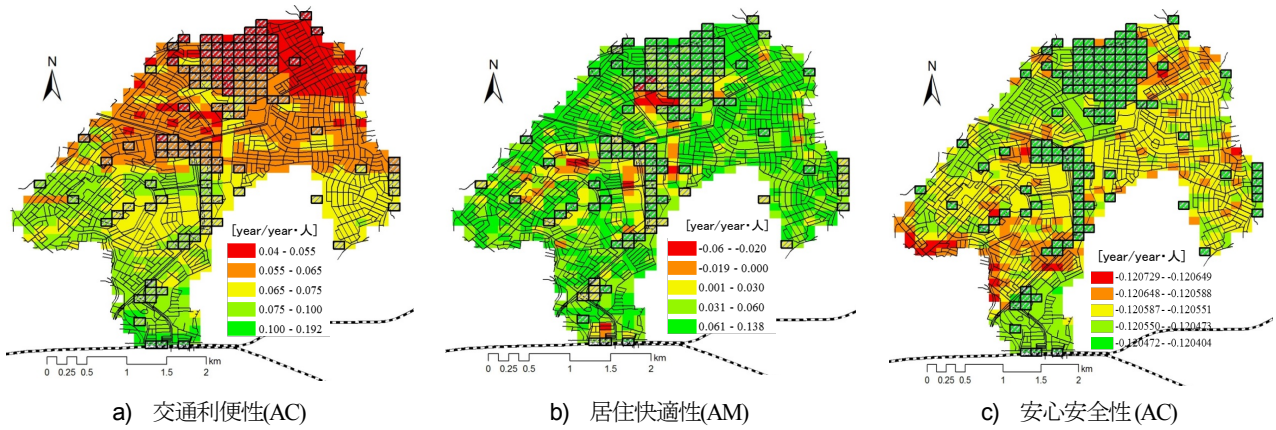 N
[year/year・人]
0.04 - 0.055
0.055 - 0.065
0.065 - 0.075
0.075 - 0.100
0.100 - 0.192
km
0 0.25 0.5 1 1.5 2
a) 交通利便性(AC)
N
[year/year・人]
-0.06 - -0.020
-0.019 - 0.000
0.001 - 0.030
0.031 - 0.060
0.061 - 0.138
km
0 0.25 0.5 1 1.5 2
b) 居住快適性(AM)
N
[year/year・人]
-0.120729 - -0.120649
-0.120648 - -0.120588
-0.120587 - -0.120551
-0.120550 - -0.120473
-0.120472 - -0.120404
km
0 0.25 0.5 1 1.5 2
c) 安心安全性(AC)